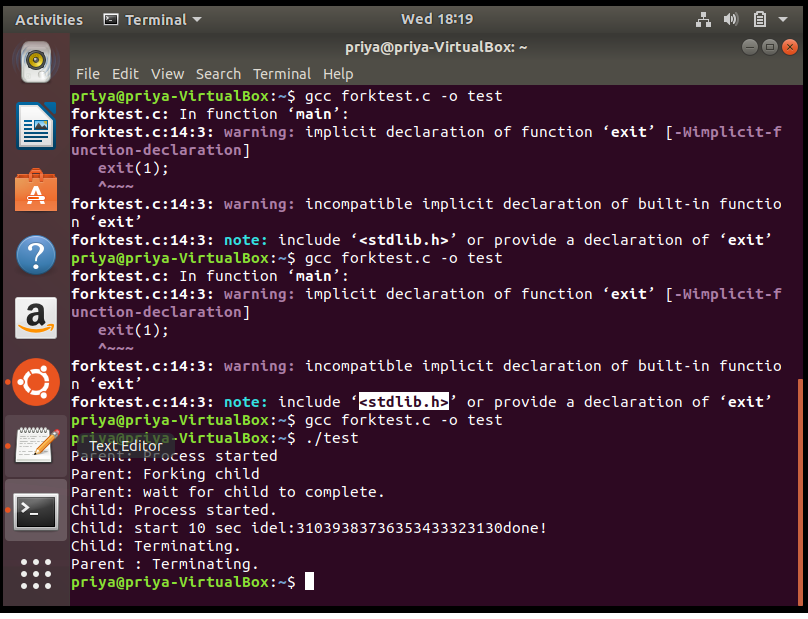 Activities Terminal Wed 18:19
priya@priya-VirtualBox: ~
File Edit View Search Terminal Help
priya@priya-VirtualBox:~$ gcc forktest.c -o test
forktest.c: In function ‘main’:
forktest.c:14:3: warning: implicit declaration of function ‘exit’ [-Wimplicit-f
unction-declaration]
exit(1);
^~~~
forktest.c:14:3: warning: incompatible implicit declaration of built-in functio
n ‘exit’
forktest.c:14:3: note: include ‘<stdlib.h>’ or provide a declaration of ‘exit’
priya@priya-VirtualBox:~$ gcc forktest.c -o test
forktest.c: In function ‘main’:
forktest.c:14:3: warning: implicit declaration of function ‘exit’ [-Wimplicit-f
unction-declaration]
exit(1);
^~~~
forktest.c:14:3: warning: incompatible implicit declaration of built-in functio
n ‘exit’
forktest.c:14:3: note: include ‘<stdlib.h>’ or provide a declaration of ‘exit’
priya@priya-VirtualBox:~$ gcc forktest.c -o test
priya@priya-VirtualBox:~$ ./test
Text Editor
Parent: Process started
Parent: Forking child
Parent: wait for child to complete.
Child: Process started.
Child: start 10 sec idel:31039383736353433323130done!
Child: Terminating.
Parent : Terminating.
priya@priya-VirtualBox:~$